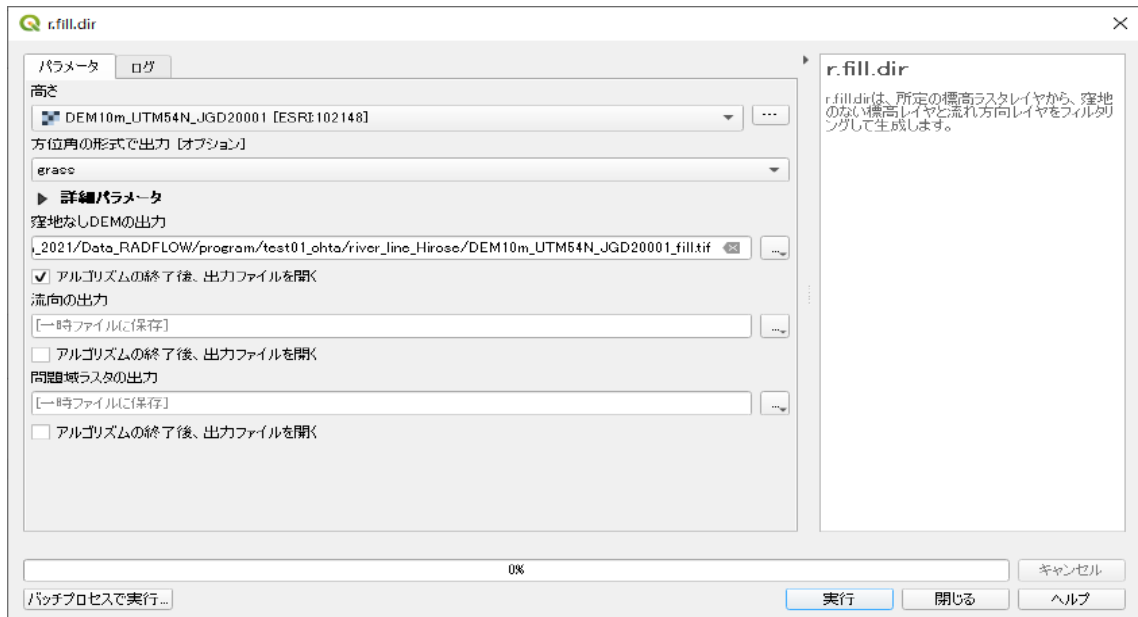 r.fill.dir
パラメータ
ログ
高さ
DEM10m_UTM54N_JGD20001 [ESRI:102148]
...
方位角の形式で出力 [オプション]
grass
詳細パラメータ
窪地なしDEMの出力
_2021/Data_RADFLOW/program/test01_ohta/river_line_Hirose/DEM10m_UTM54N_JGD20001_fill.tif
...
アルゴリズムの終了後、出力ファイルを開く
流向の出力
[一時ファイルに保存]
...
アルゴリズムの終了後、出力ファイルを開く
問題域ラスタの出力
[一時ファイルに保存]
...
アルゴリズムの終了後、出力ファイルを開く
r.fill.dir
r.fill.dirは、所定の標高ラスタレイヤから、窪地
のない標高レイヤと流れ方向レイヤをフィルタリ
ングして生成します。
0%
キャンセル
バッチプロセスで実行...
実行
閉じる
ヘルプ